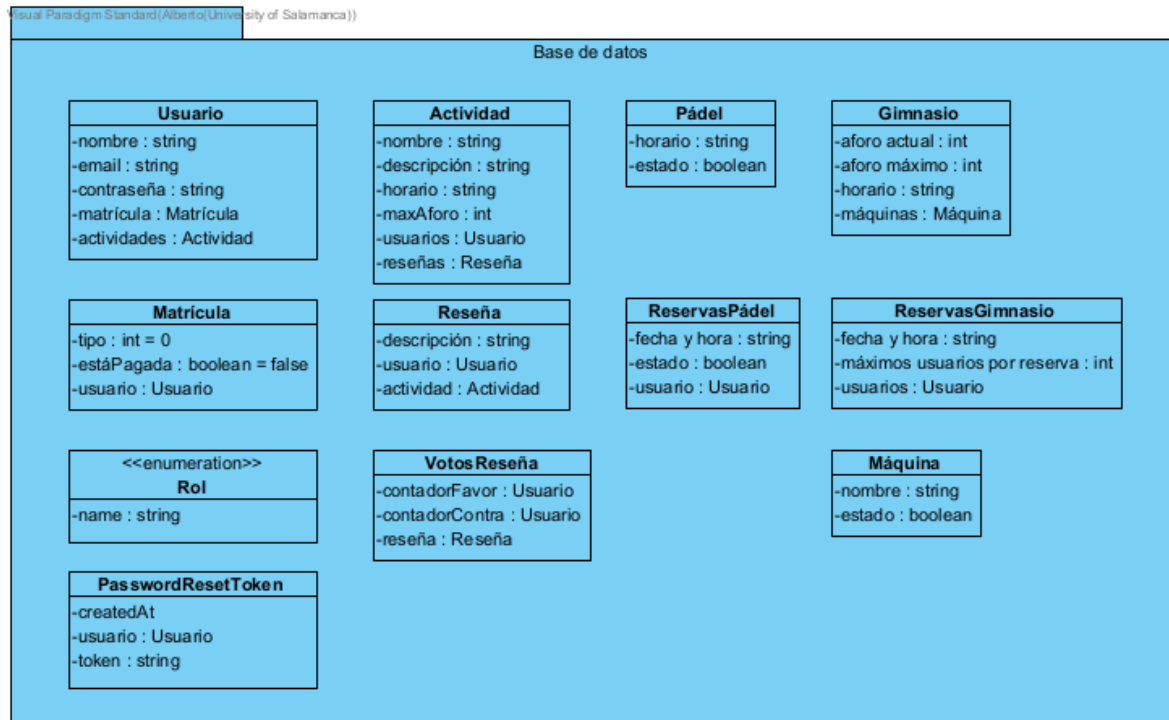 Visual Paradigm Standard(Alberto(University of Salamanca))
Base de datos
Usuario
-nombre : string
-email : string
-contraseña : string
-matrícula : Matrícula
-actividades : Actividad
Actividad
-nombre : string
-descripción : string
-horario : string
-maxAforo : int
-usuarios : Usuario
-reseñas : Reseña
Pádel
-horario : string
-estado : boolean
Gimnasio
-aforo actual : int
-aforo máximo : int
-horario : string
-máquinas : Máquina
Matrícula
-tipo : int = 0
-estáPagada : boolean = false
-usuario : Usuario
Reseña
-descripción : string
-usuario : Usuario
-actividad : Actividad
ReservasPádel
-fecha y hora : string
-estado : boolean
-usuario : Usuario
ReservasGimnasio
-fecha y hora : string
-máximos usuarios por reserva : int
-usuarios : Usuario
<<enumeration>>
Rol
-name : string
VotosReseña
-contadorFavor : Usuario
-contadorContra : Usuario
-reseña : Reseña
Máquina
-nombre : string
-estado : boolean
PasswordResetToken
-createdAt
-usuario : Usuario
-token : string